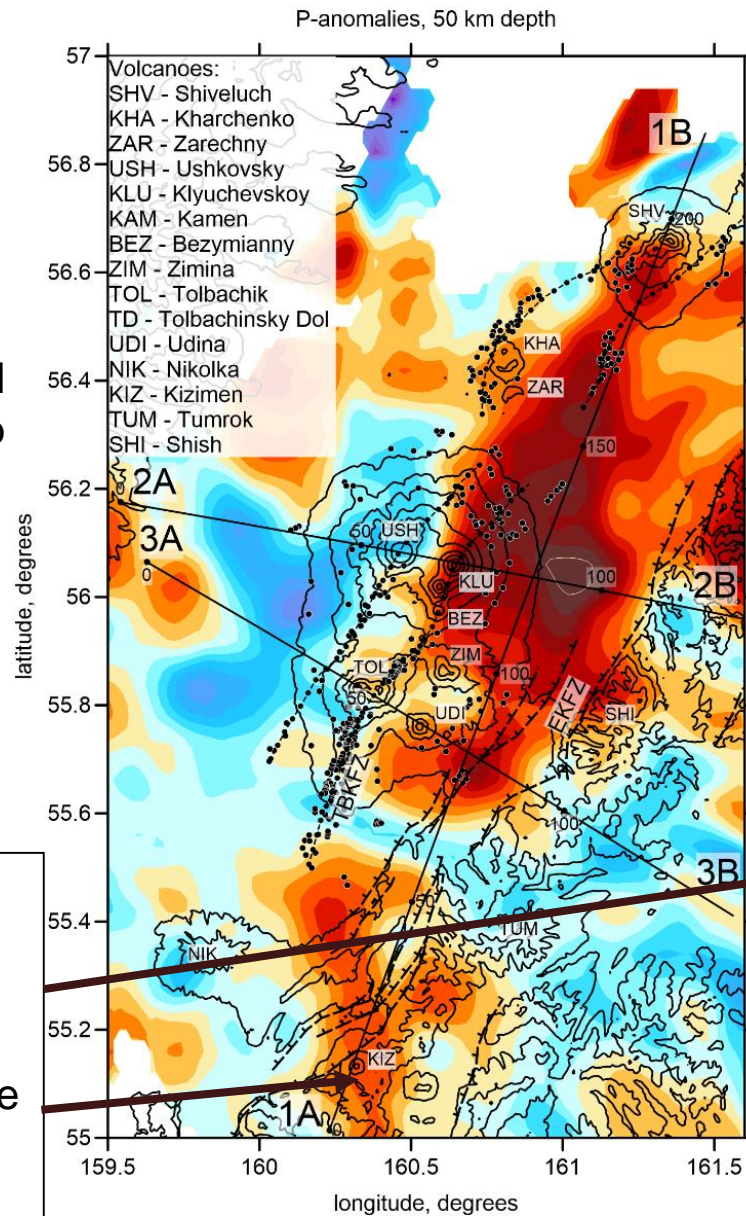 P-anomalies, 50 km depth
57
56.8
56.6
56.4
56.2
56
55.8
55.6
55.4
55.2
55
latitude, degrees
Volcanoes:
SHV - Shiveluch
KHA - Kharchenko
ZAR - Zarechny
USH - Ushkovsky
KLU - Klyuchevskoy
KAM - Kamen
BEZ - Bezymianny
ZIM - Zimina
TOL - Tolbachik
TD - Tolbachinsky Dol
UDI - Udina
NIK - Nikolka
KIZ - Kizimen
TUM - Tumrok
SHI - Shish
1B
SHV
200
KHA
ZAR
150
2A
0
50
USH
3A
0
KLU
100
2B
BEZ
ZIM
TOL
100
50
UDI
EKFZ
SHI
BKFZ
100
3B
50
TUM
NIK
KIZ
1A
0
159.5
160
160.5
161
161.5
longitude, degrees